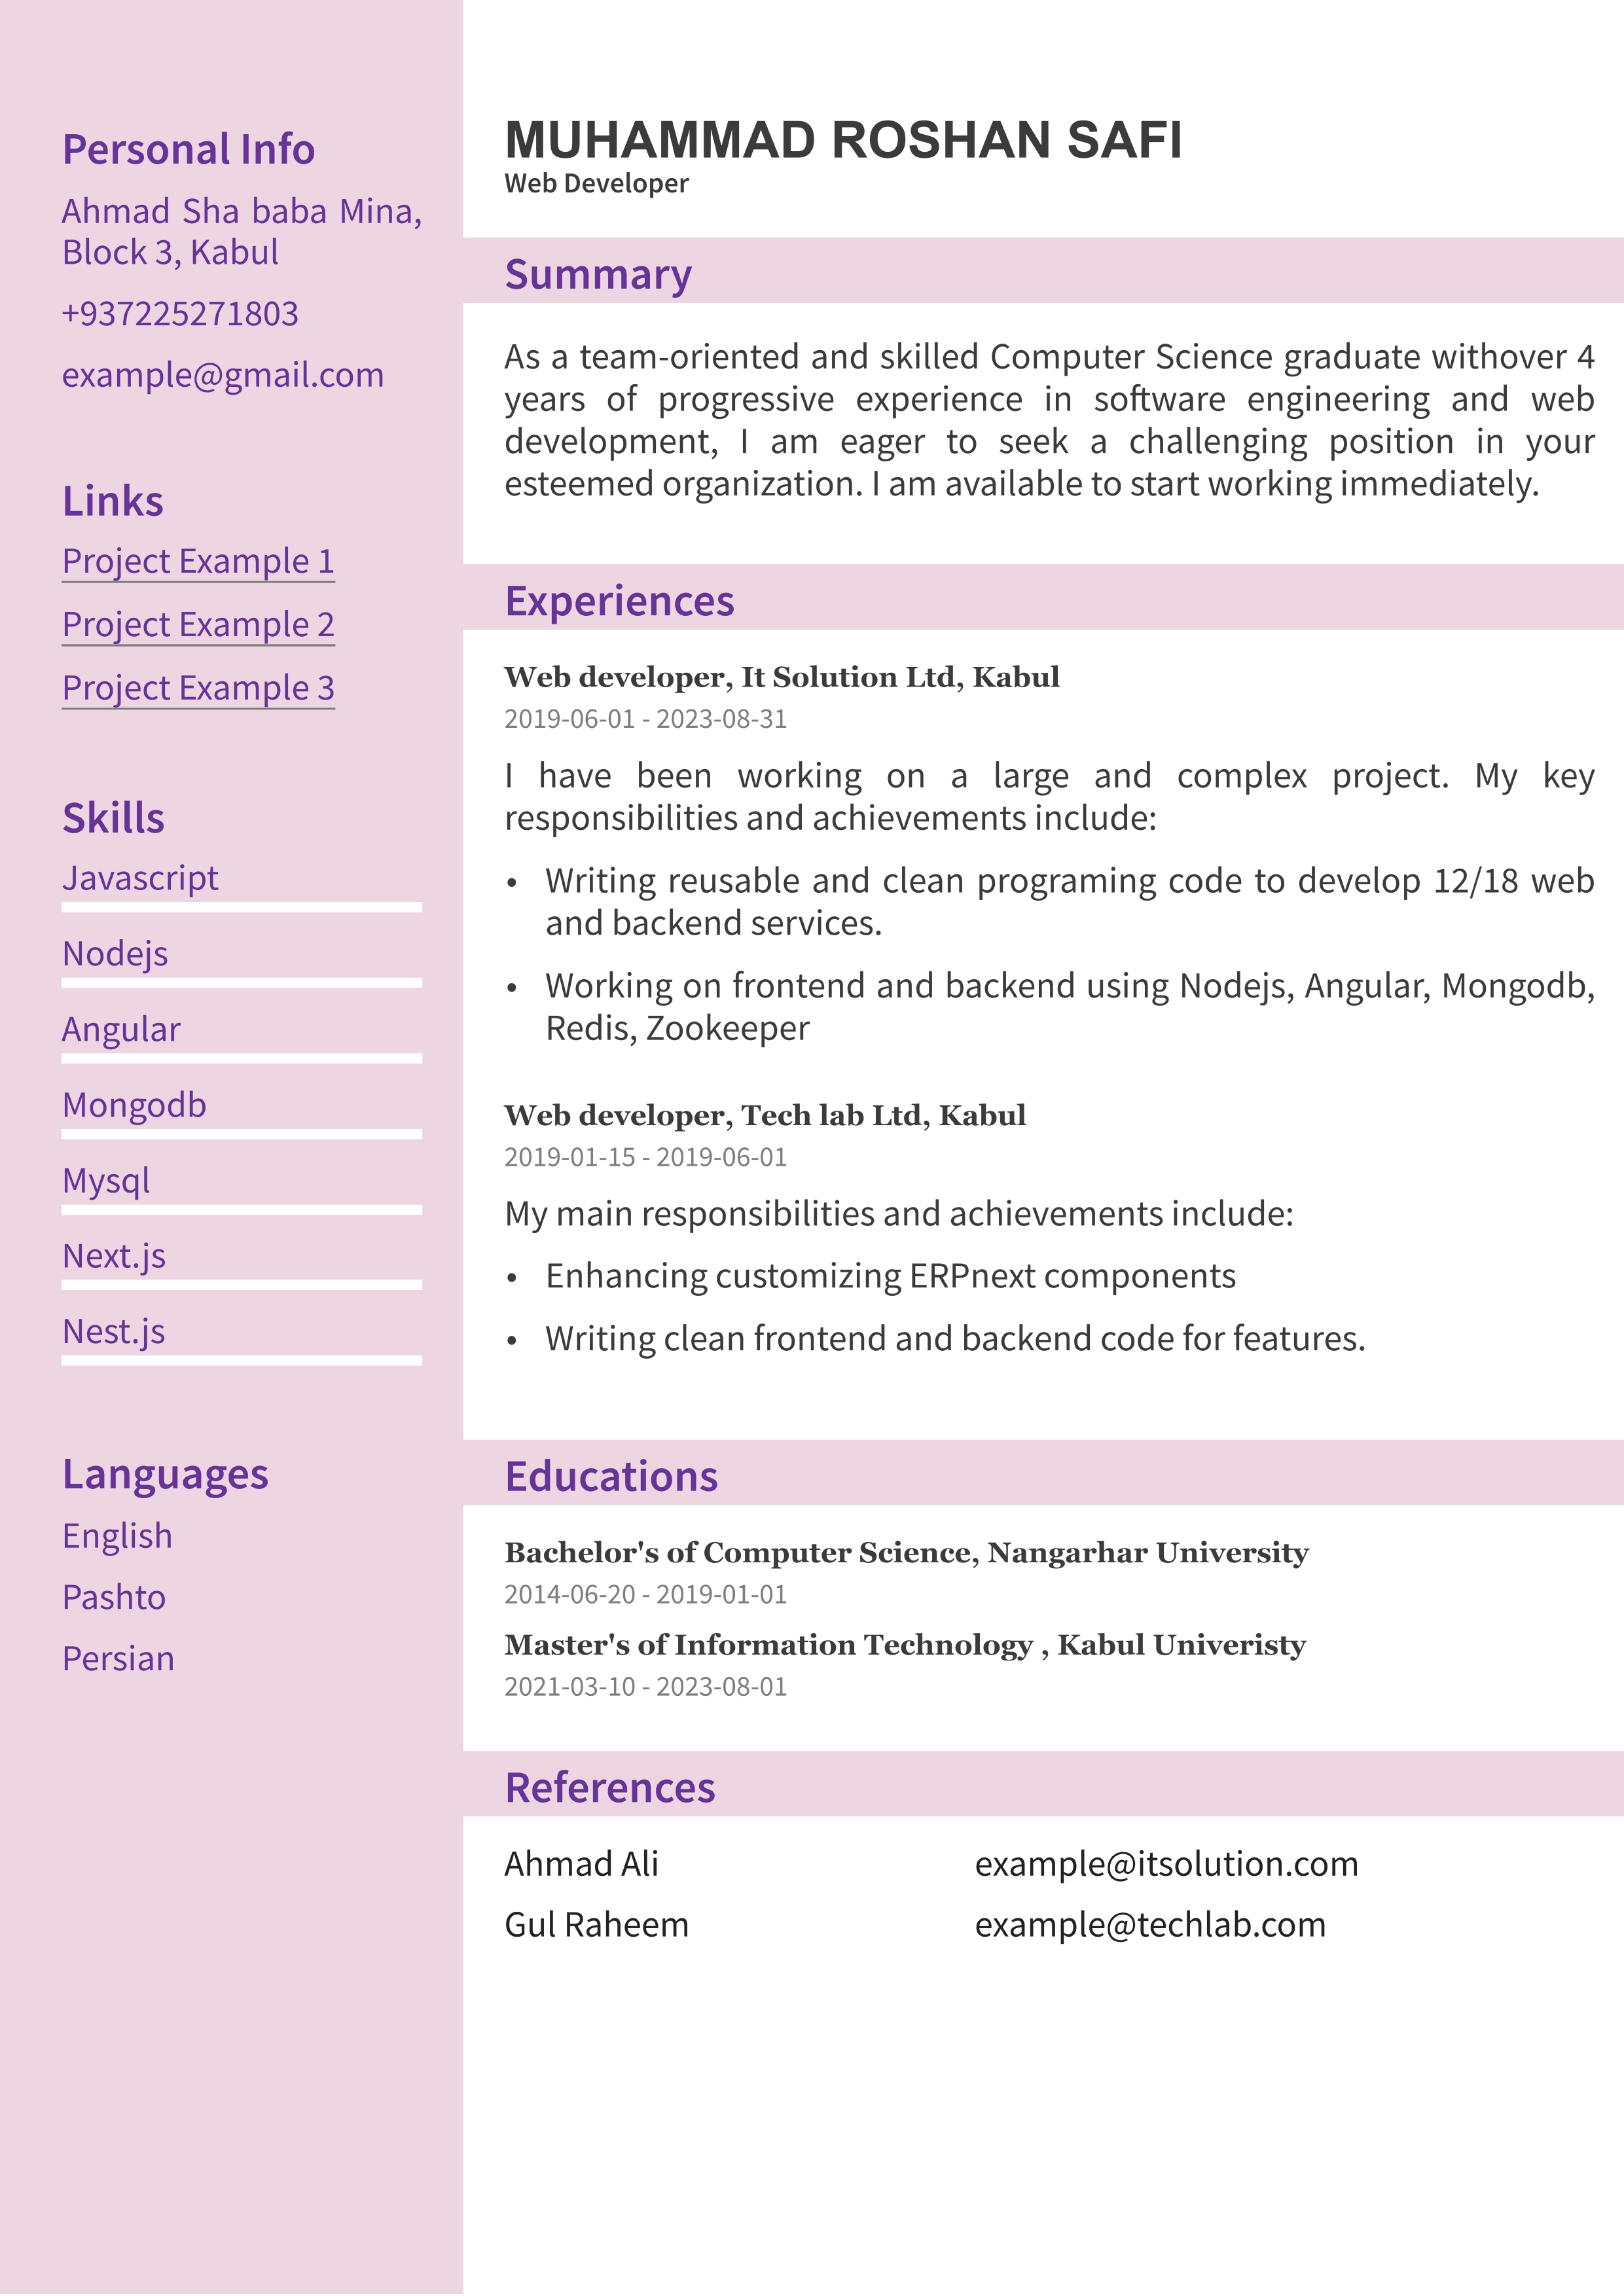 Personal Info
Ahmad Sha baba Mina,
Block 3, Kabul
+937225271803
example@gmail.com
Links
Project Example 1
Project Example 2
Project Example 3
Skills
Javascript
Nodejs
Angular
Mongodb
Mysql
Next.js
Nest.js
Languages
English
Pashto
Persian
MUHAMMAD ROSHAN SAFI
Web Developer
Summary
As a team-oriented and skilled Computer Science graduate withover 4
years of progressive experience in software engineering and web
development, I am eager to seek a challenging position in your
esteemed organization. I am available to start working immediately.
Experiences
Web developer, It Solution Ltd, Kabul
2019-06-01 - 2023-08-31
I have been working on a large and complex project. My key
responsibilities and achievements include:
• Writing reusable and clean programing code to develop 12/18 web
and backend services.
• Working on frontend and backend using Nodejs, Angular, Mongodb,
Redis, Zookeeper
Web developer, Tech lab Ltd, Kabul
2019-01-15 - 2019-06-01
My main responsibilities and achievements include:
• Enhancing customizing ERPnext components
• Writing clean frontend and backend code for features.
Educations
Bachelor's of Computer Science, Nangarhar University
2014-06-20 - 2019-01-01
Master's of Information Technology , Kabul Univeristy
2021-03-10 - 2023-08-01
References
Ahmad Ali example@itsolution.com
Gul Raheem example@techlab.com